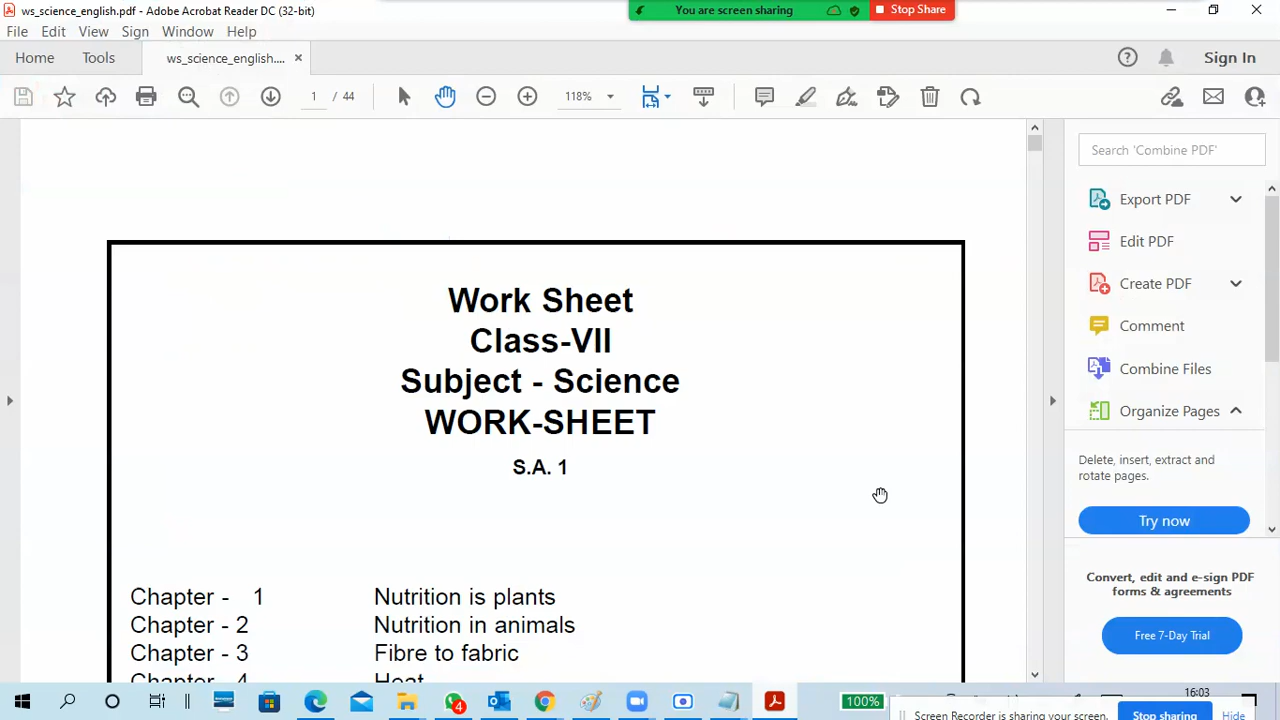 ws_science_english.pdf - Adobe Acrobat Reader DC (32-bit)
You are screen sharing
Stop Share
File Edit View Sign Window Help
Home Tools ws_science_english.... Sign In
1 / 44 118%
Search 'Combine PDF'
Export PDF
Edit PDF
Create PDF
Comment
Combine Files
Organize Pages
Delete, insert, extract and
rotate pages.
Try now
Convert, edit and e-sign PDF
forms & agreements
Free 7-Day Trial
Work Sheet
Class-VII
Subject - Science
WORK-SHEET
S.A. 1
Chapter - 1 Nutrition is plants
Chapter - 2 Nutrition in animals
Chapter - 3 Fibre to fabric
Chapter - 4 Heat
4
100%
16:03
Screen Recorder is sharing your screen.
Stop sharing
Hide